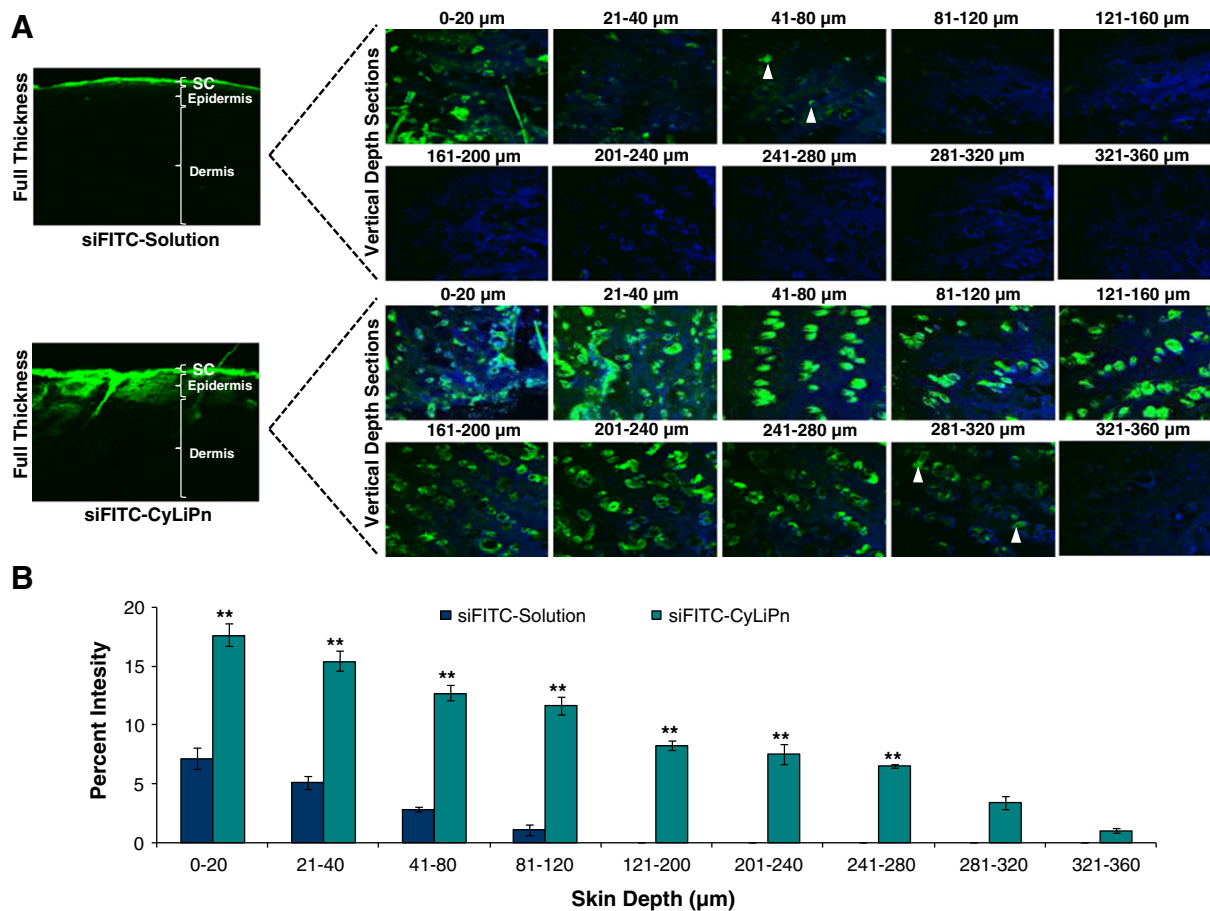 A
0-20 µm
21-40 µm
41-80 µm
81-120 µm
121-160 µm
Full Thickness
SC
Epidermis
Dermis
siFITC-Solution
Vertical Depth Sections
161-200 µm
201-240 µm
241-280 µm
281-320 µm
321-360 µm
0-20 µm
21-40 µm
41-80 µm
81-120 µm
121-160 µm
Full Thickness
SC
Epidermis
Dermis
siFITC-CyLiPn
Vertical Depth Sections
161-200 µm
201-240 µm
241-280 µm
281-320 µm
321-360 µm
B
siFITC-Solution
siFITC-CyLiPn
Percent Intesity
20
15
10
5
0
**
**
**
**
**
**
**
0-20
21-40
41-80
81-120
121-200
201-240
241-280
281-320
321-360
Skin Depth (µm)